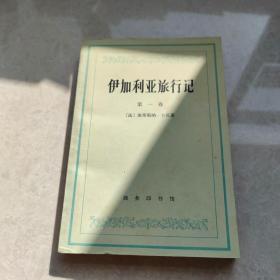 伊加利亚旅行记
第一卷
〔法〕埃蒂耶纳·卡贝著
商务印书馆